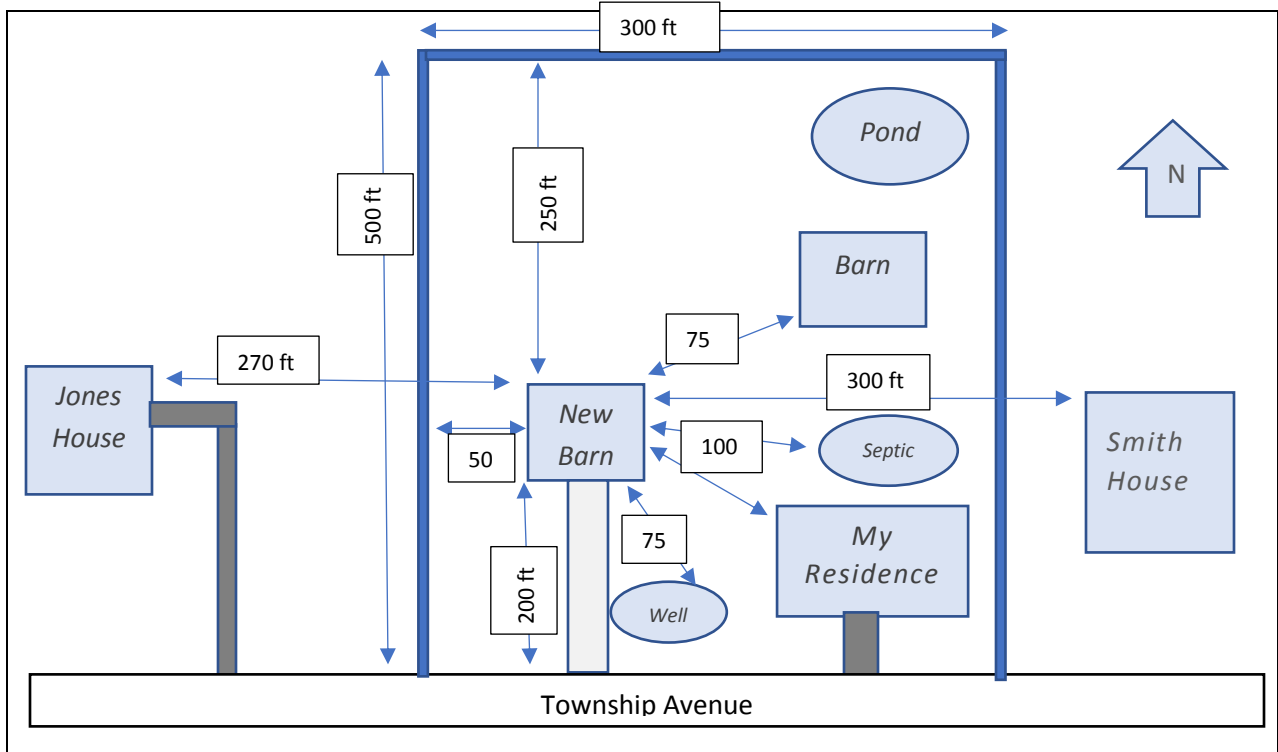 300 ft
Pond
N
500 ft
250 ft
Barn
75
270 ft
300 ft
Jones
House
New
Barn
50
100
Septic
Smith
House
75
My
Residence
200 ft
Well
Township Avenue